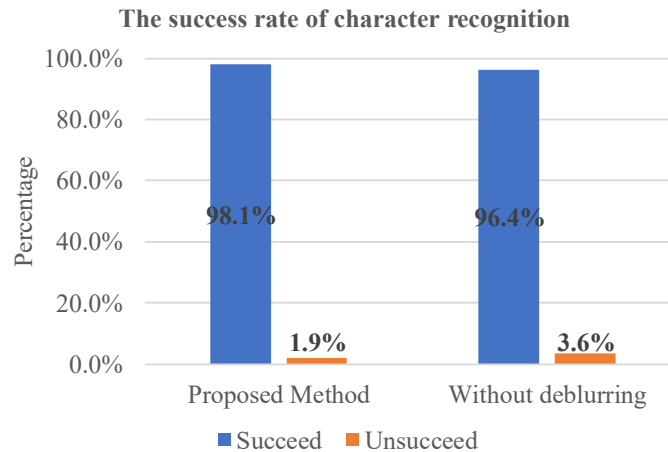 The success rate of character recognition
100.0%
80.0%
60.0%
40.0%
20.0%
0.0%
Percentage
98.1%
1.9%
96.4%
3.6%
Proposed Method
Without deblurring
Succeed
Unsucceed